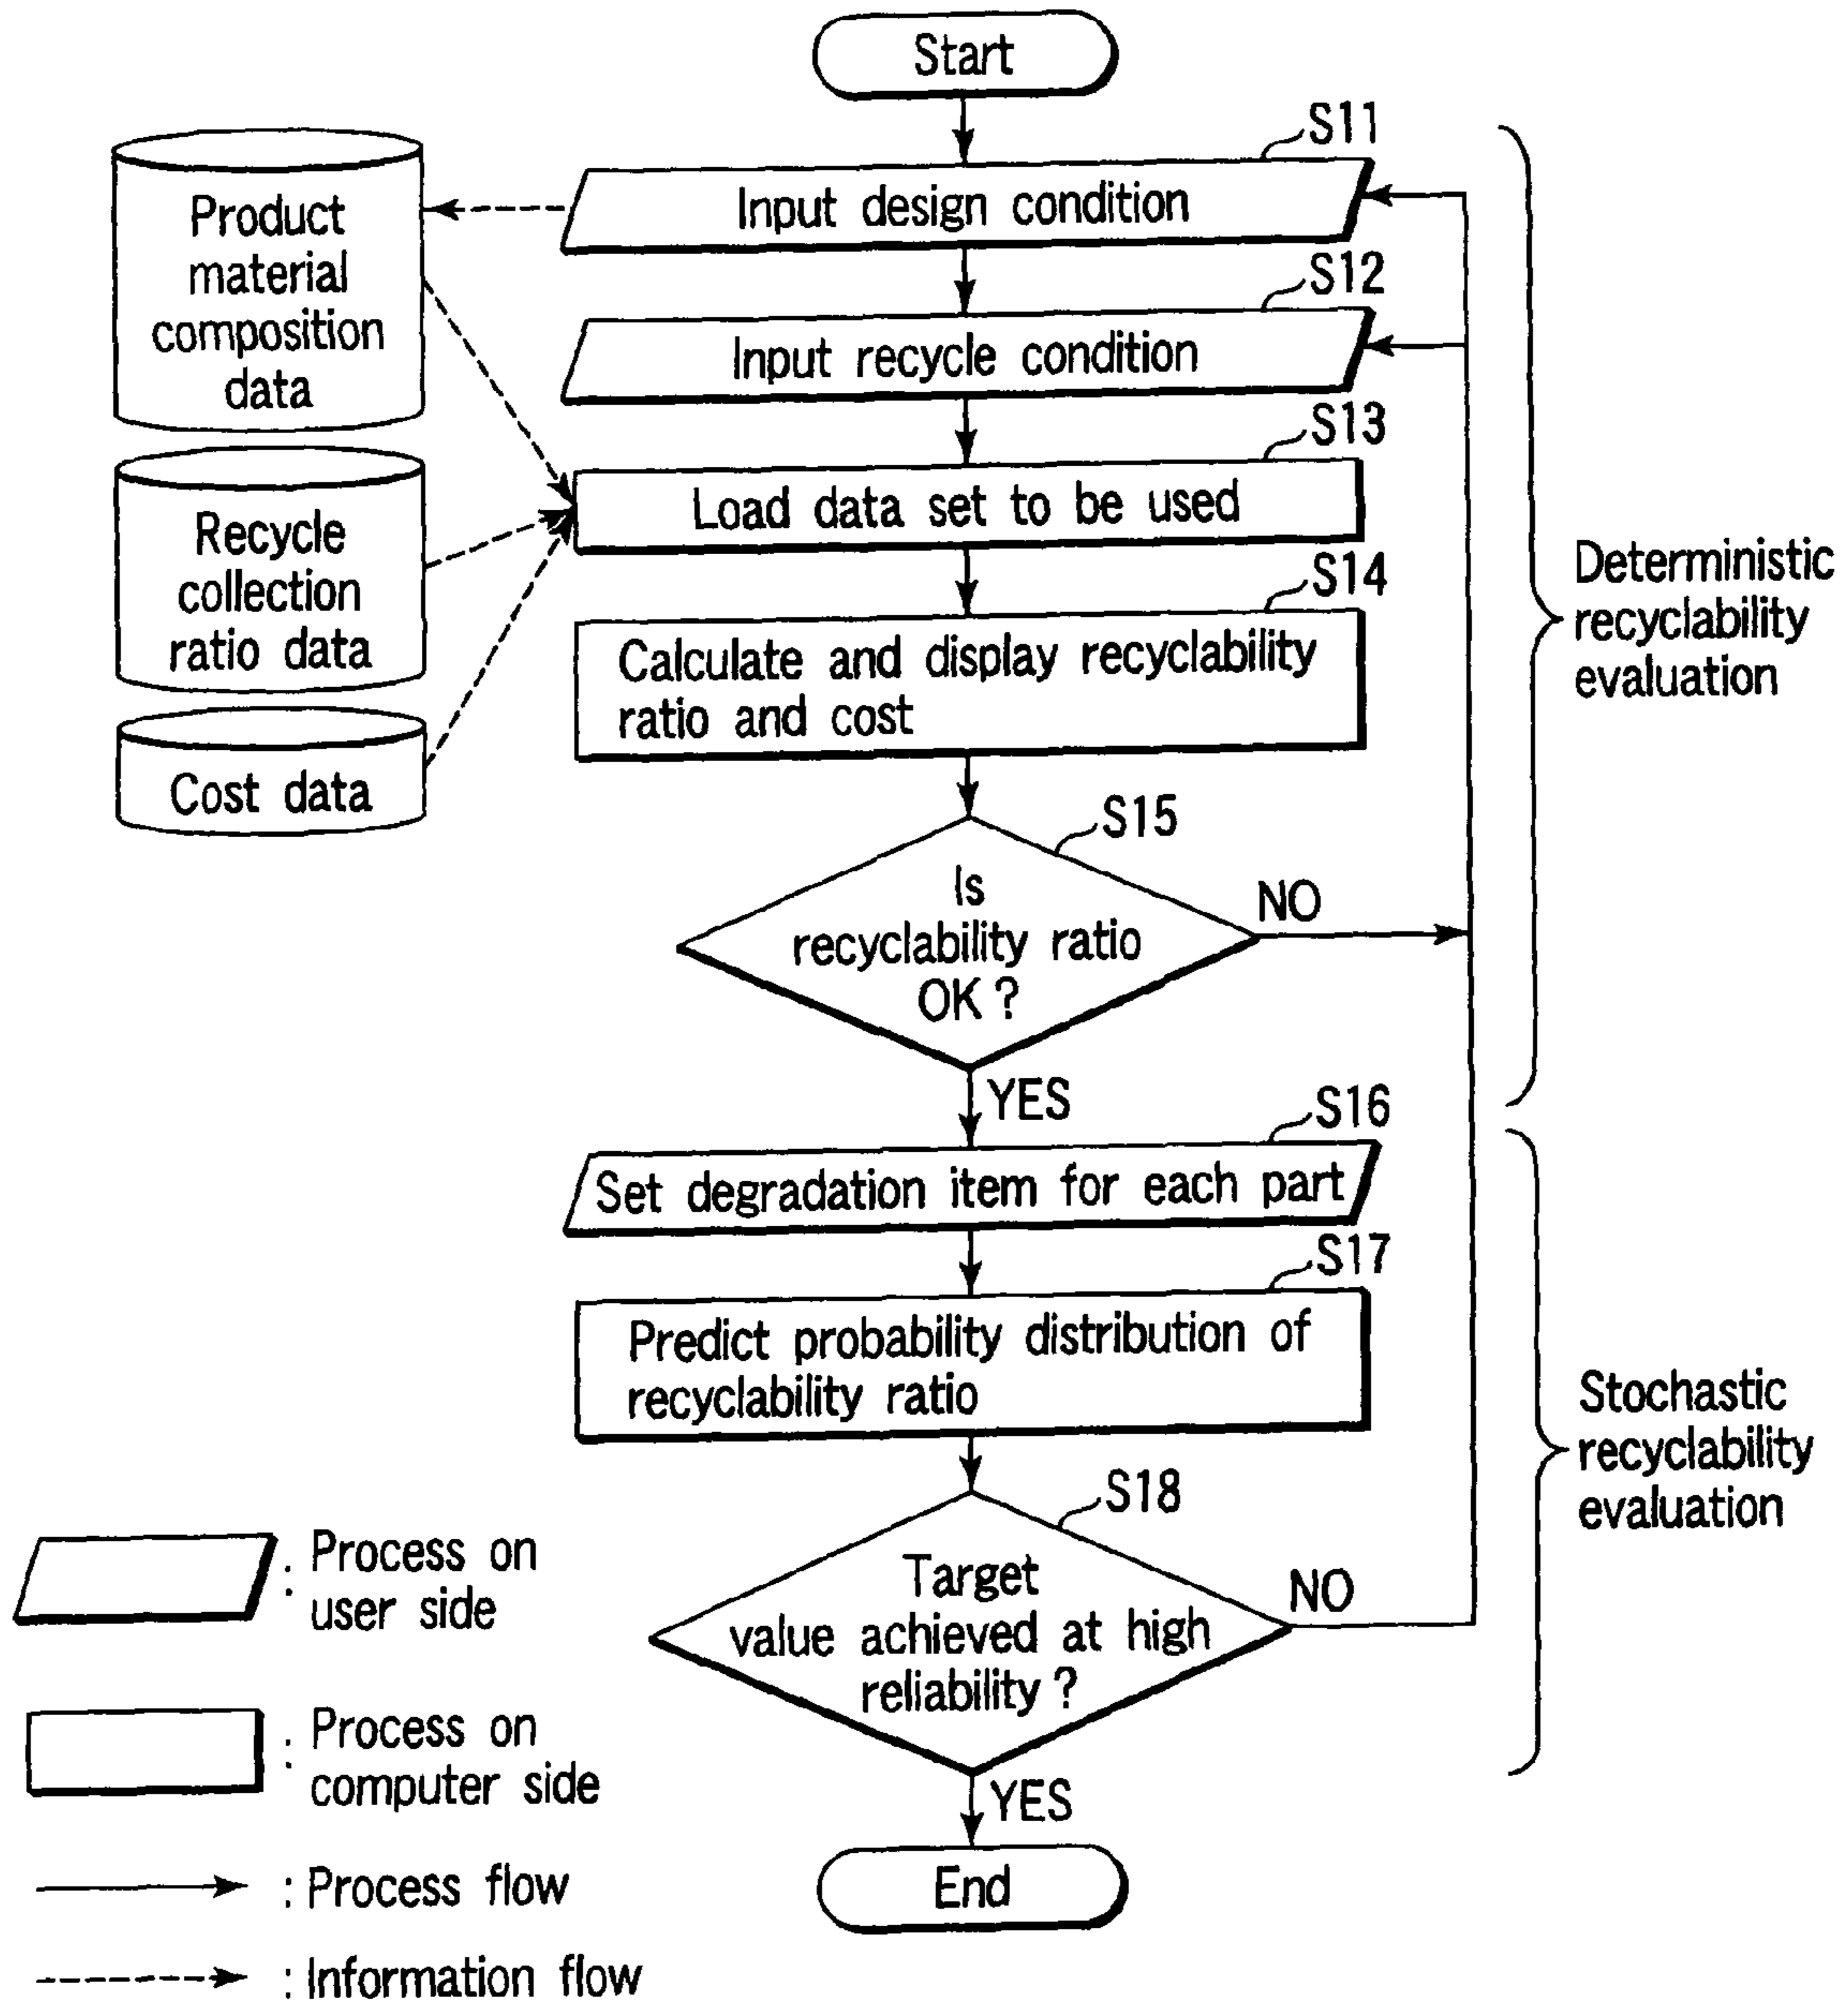 Start
S11
Input design condition
S12
Input recycle condition
S13
Load data set to be used
S14
Calculate and display recyclability
ratio and cost
S15
Is
recyclability ratio
OK ?
NO
YES
S16
Set degradation item for each part
S17
Predict probability distribution of
recyclability ratio
S18
Target
value achieved at high
reliability ?
NO
YES
End
Product
material
composition
data
Recycle
collection
ratio data
Cost data
Deterministic
recyclability
evaluation
Stochastic
recyclability
evaluation
: Process on
user side
: Process on
computer side
: Process flow
: Information flow